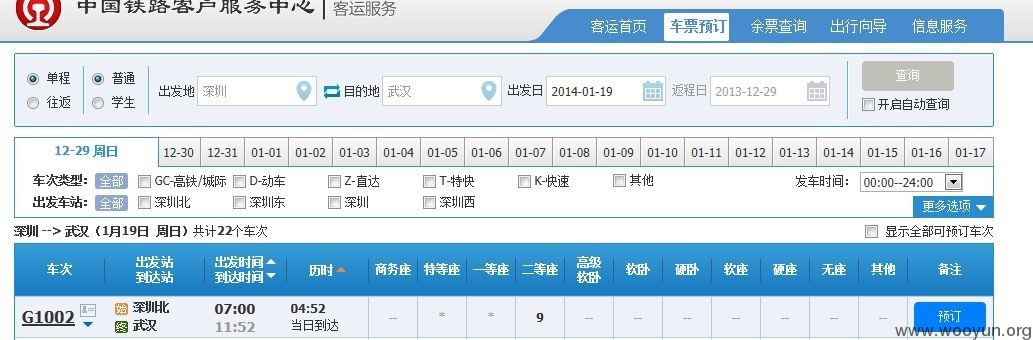 中国铁路客户服务中心 | 客运服务
客运首页 车票预订 余票查询 出行向导 信息服务
单程 普通 出发地 深圳 目的地 武汉 出发日 2014-01-19 返程日 2013-12-29 查询
往返 学生 开启自动查询
12-29 周日 12-30 12-31 01-01 01-02 01-03 01-04 01-05 01-06 01-07 01-08 01-09 01-10 01-11 01-12 01-13 01-14 01-15 01-16 01-17
车次类型: 全部 GC-高铁/城际 D-动车 Z-直达 T-特快 K-快速 其他 发车时间: 00:00--24:00
出发车站: 全部 深圳北 深圳东 深圳 深圳西
更多选项
深圳 --> 武汉（1月19日 周日）共计22个车次 显示全部可预订车次
车次 出发站 到达站 出发时间 到达时间 历时 商务座 特等座 一等座 二等座 高级软卧 软卧 硬卧 软座 硬座 无座 其他 备注
G1002 始 深圳北 07:00 04:52 -- * * 9 -- -- -- -- -- -- -- 预订
终 武汉 11:52 当日到达
www.wooyun.org